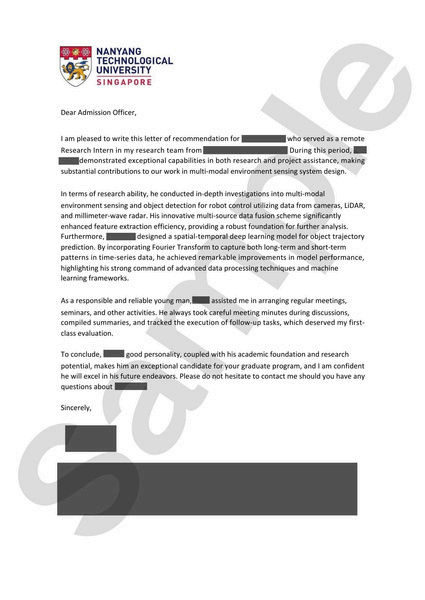 NANYANG
TECHNOLOGICAL
UNIVERSITY
SINGAPORE
Dear Admission Officer,
I am pleased to write this letter of recommendation for who served as a remote
Research Intern in my research team from During this period,
demonstrated exceptional capabilities in both research and project assistance, making
substantial contributions to our work in multi-modal environment sensing system design.
In terms of research ability, he conducted in-depth investigations into multi-modal
environment sensing and object detection for robot control utilizing data from cameras, LiDAR,
and millimeter-wave radar. His innovative multi-source data fusion scheme significantly
enhanced feature extraction efficiency, providing a robust foundation for further analysis.
Furthermore, designed a spatial-temporal deep learning model for object trajectory
prediction. By incorporating Fourier Transform to capture both long-term and short-term
patterns in time-series data, he achieved remarkable improvements in model performance,
highlighting his strong command of advanced data processing techniques and machine
learning frameworks.
As a responsible and reliable young man, assisted me in arranging regular meetings,
seminars, and other activities. He always took careful meeting minutes during discussions,
compiled summaries, and tracked the execution of follow-up tasks, which deserved my first-
class evaluation.
To conclude, good personality, coupled with his academic foundation and research
potential, makes him an exceptional candidate for your graduate program, and I am confident
he will excel in his future endeavors. Please do not hesitate to contact me should you have any
questions about
Sincerely,
Sample